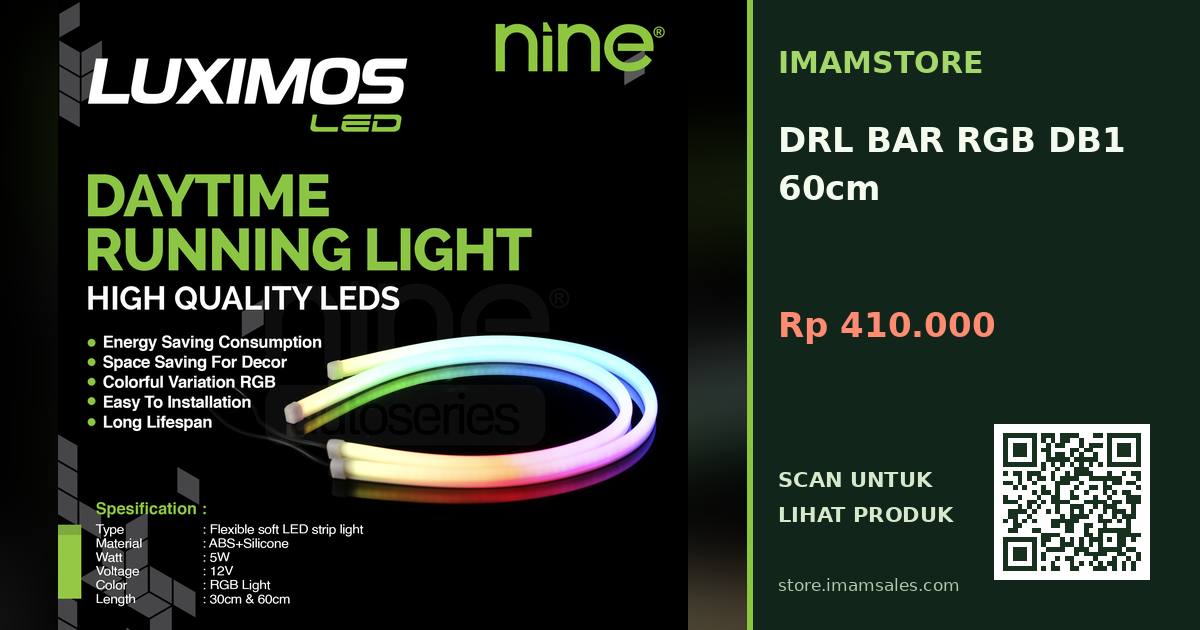 nine®
LUXIMOS
LED
DAYTIME
RUNNING LIGHT
HIGH QUALITY LEDS
nine®
autoseries
Energy Saving Consumption
Space Saving For Decor
Colorful Variation RGB
Easy To Installation
Long Lifespan
Spesification :
Type : Flexible soft LED strip light
Material : ABS+Silicone
Watt : 5W
Voltage : 12V
Color : RGB Light
Length : 30cm & 60cm
IMAMSTORE
DRL BAR RGB DB1
60cm
Rp 410.000
SCAN UNTUK
LIHAT PRODUK
store.imamsales.com